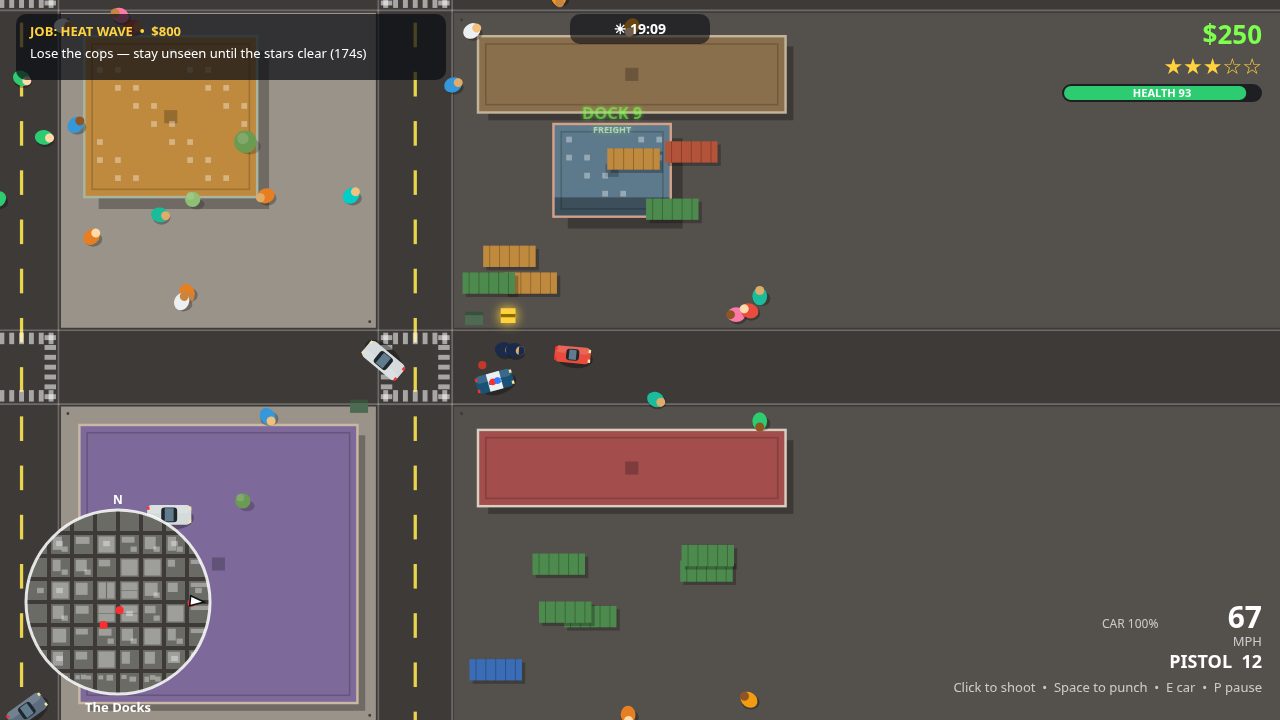 JOB: HEAT WAVE • $800
Lose the cops — stay unseen until the stars clear (174s)
☀ 19:09
$250
★★★☆☆
HEALTH 93
DOCK 9
FREIGHT
N
The Docks
CAR 100%
67
MPH
PISTOL 12
Click to shoot • Space to punch • E car • P pause